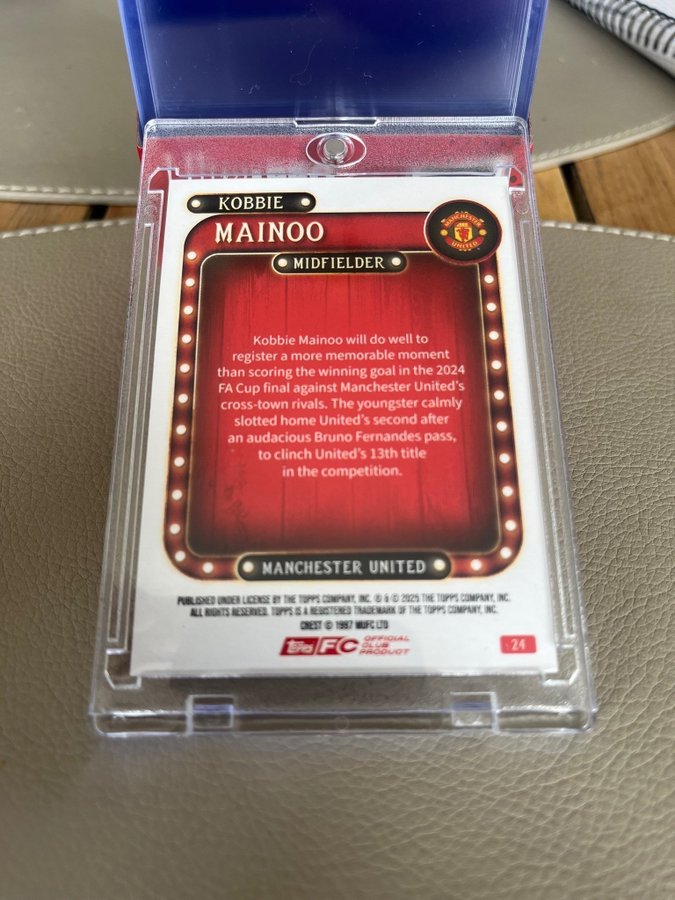 KOBBIE
MAINOO
MANCHESTER
UNITED
MIDFIELDER
Kobbie Mainoo will do well to
register a more memorable moment
than scoring the winning goal in the 2024
FA Cup final against Manchester United's
cross-town rivals. The youngster calmly
slotted home United's second after
an audacious Bruno Fernandes pass,
to clinch United's 13th title
in the competition.
MANCHESTER UNITED
PUBLISHED UNDER LICENSE BY THE TOPPS COMPANY, INC. ℗ & © 2025 THE TOPPS COMPANY, INC.
ALL RIGHTS RESERVED. TOPPS IS A REGISTERED TRADEMARK OF THE TOPPS COMPANY, INC.
CREST © 1997 MUFC LTD
topps FC OFFICIAL
CLUB
PRODUCT
24